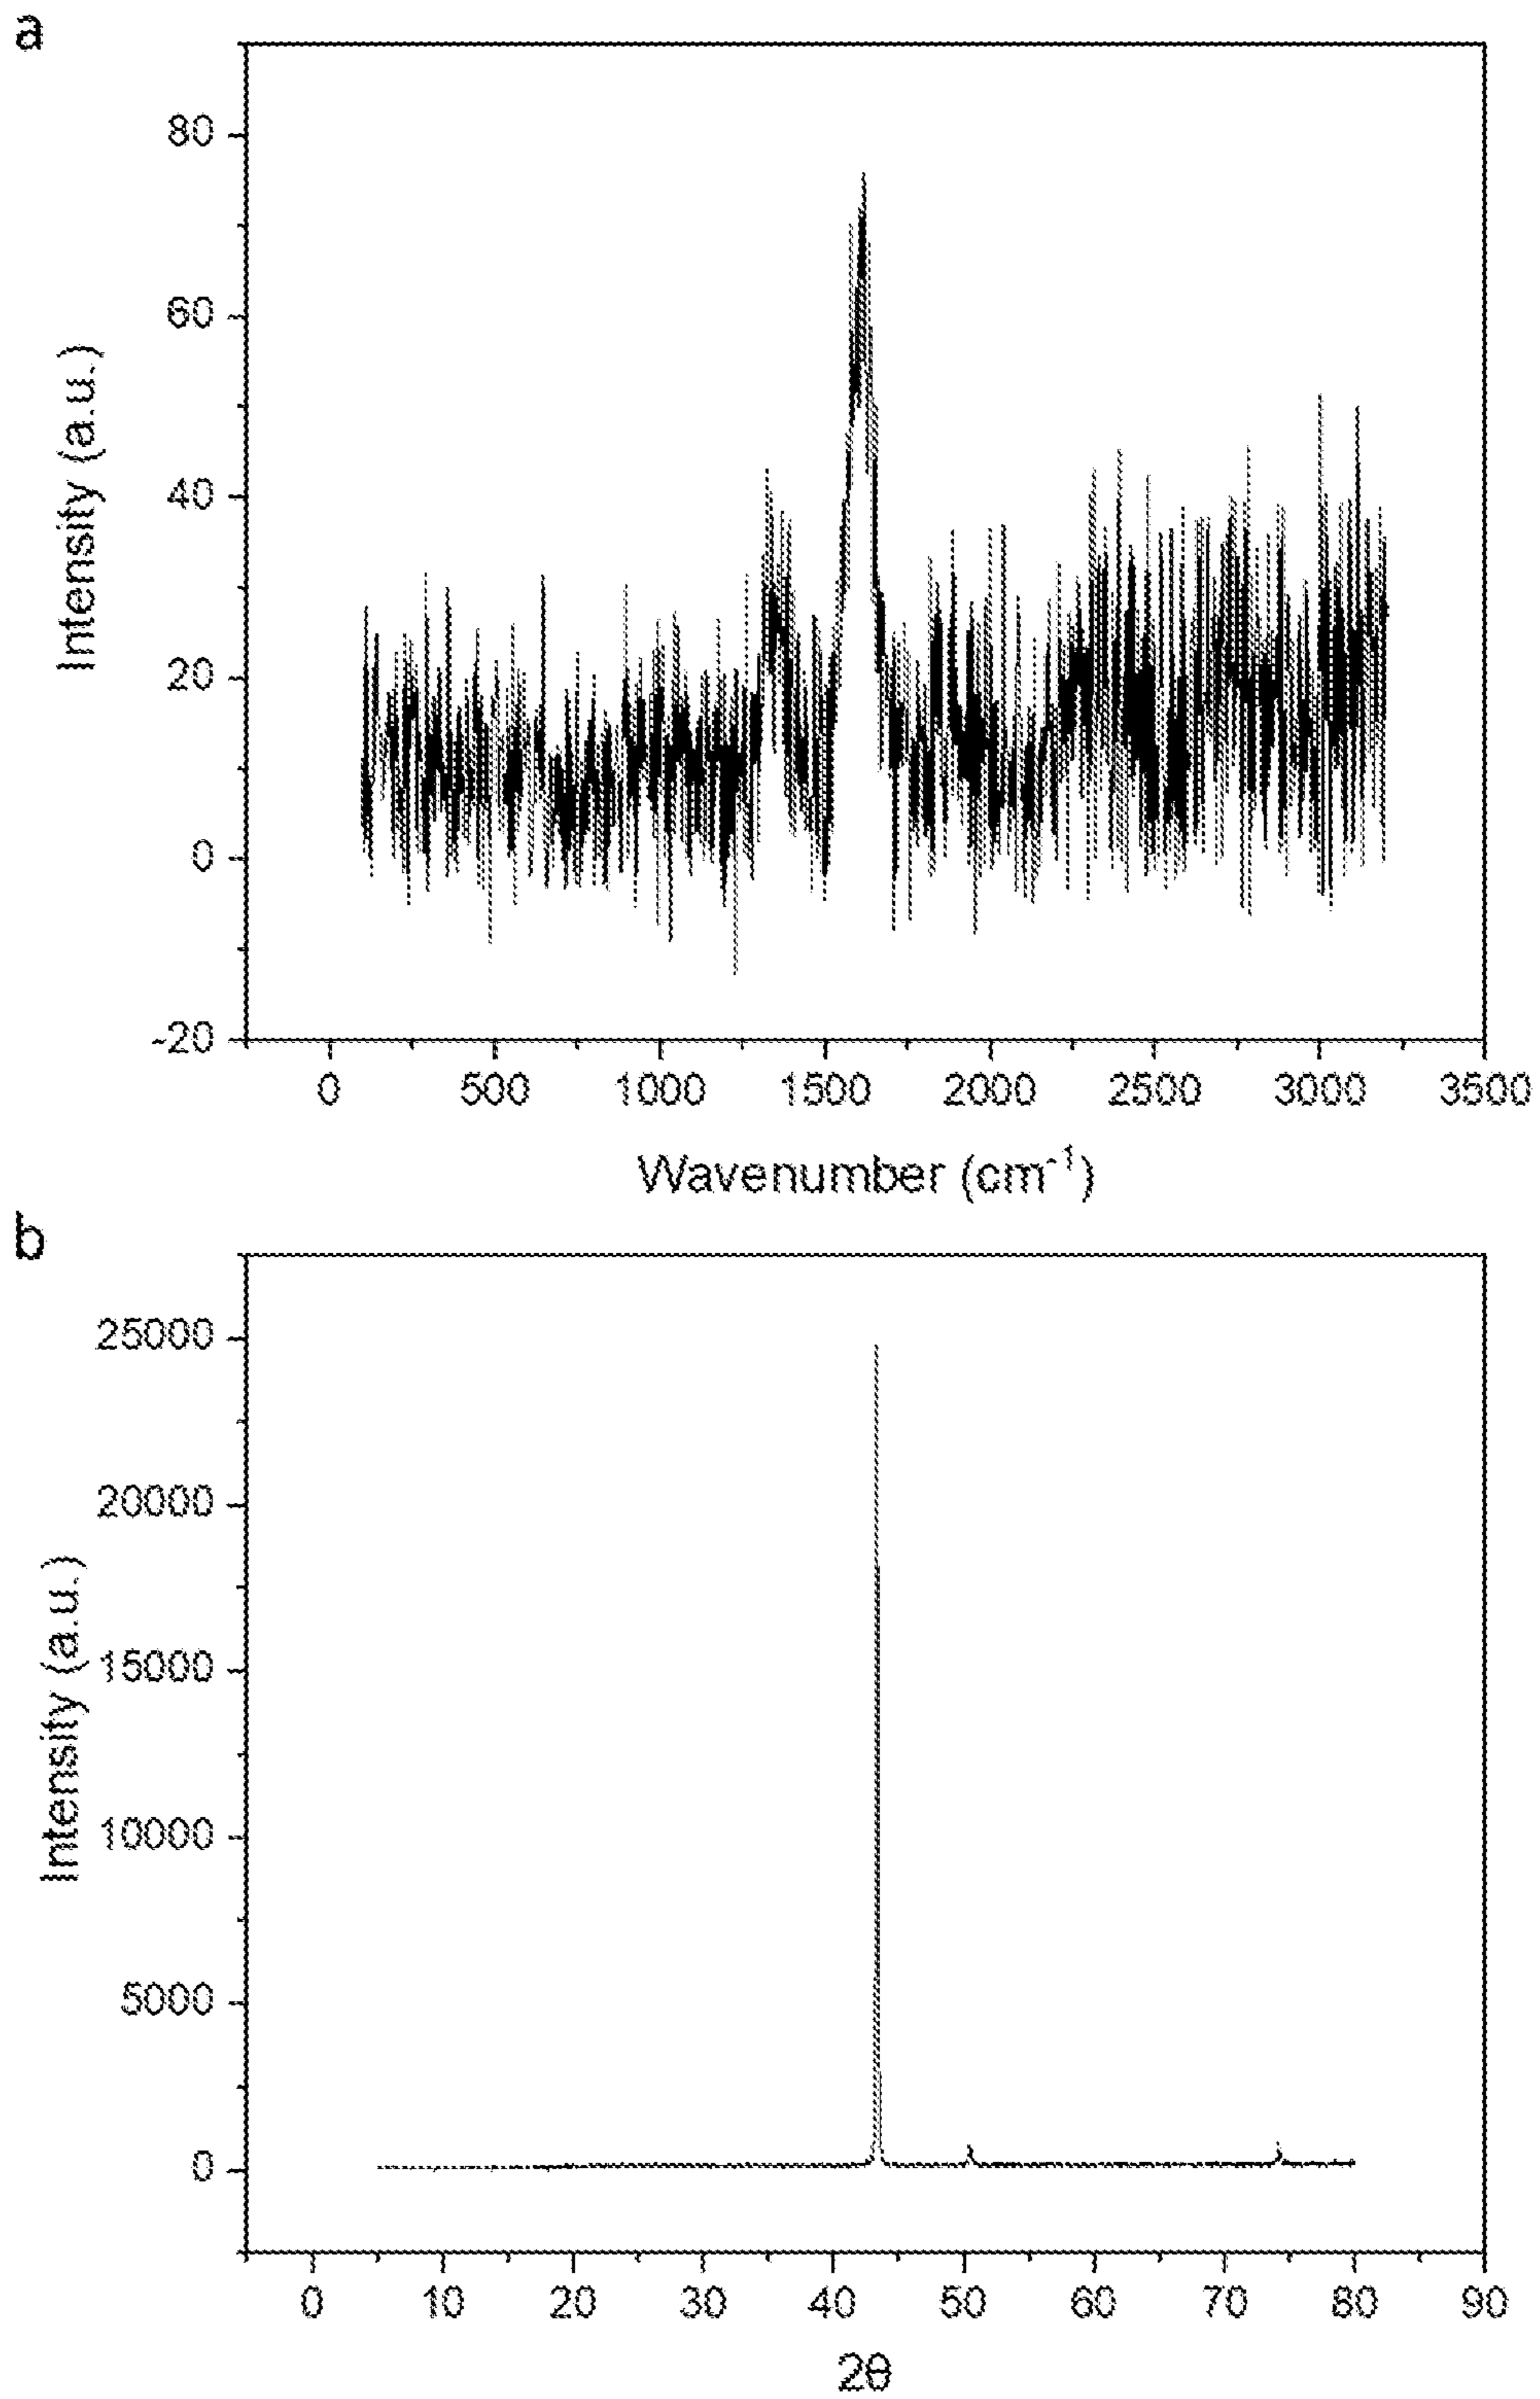 a
80
60
40
20
0
-20
Intensity (a.u.)
0 500 1000 1500 2000 2500 3000 3500
Wavenumber (cm⁻¹)
b
25000
20000
15000
10000
5000
0
Intensity (a.u.)
0 10 20 30 40 50 60 70 80 90
2θ